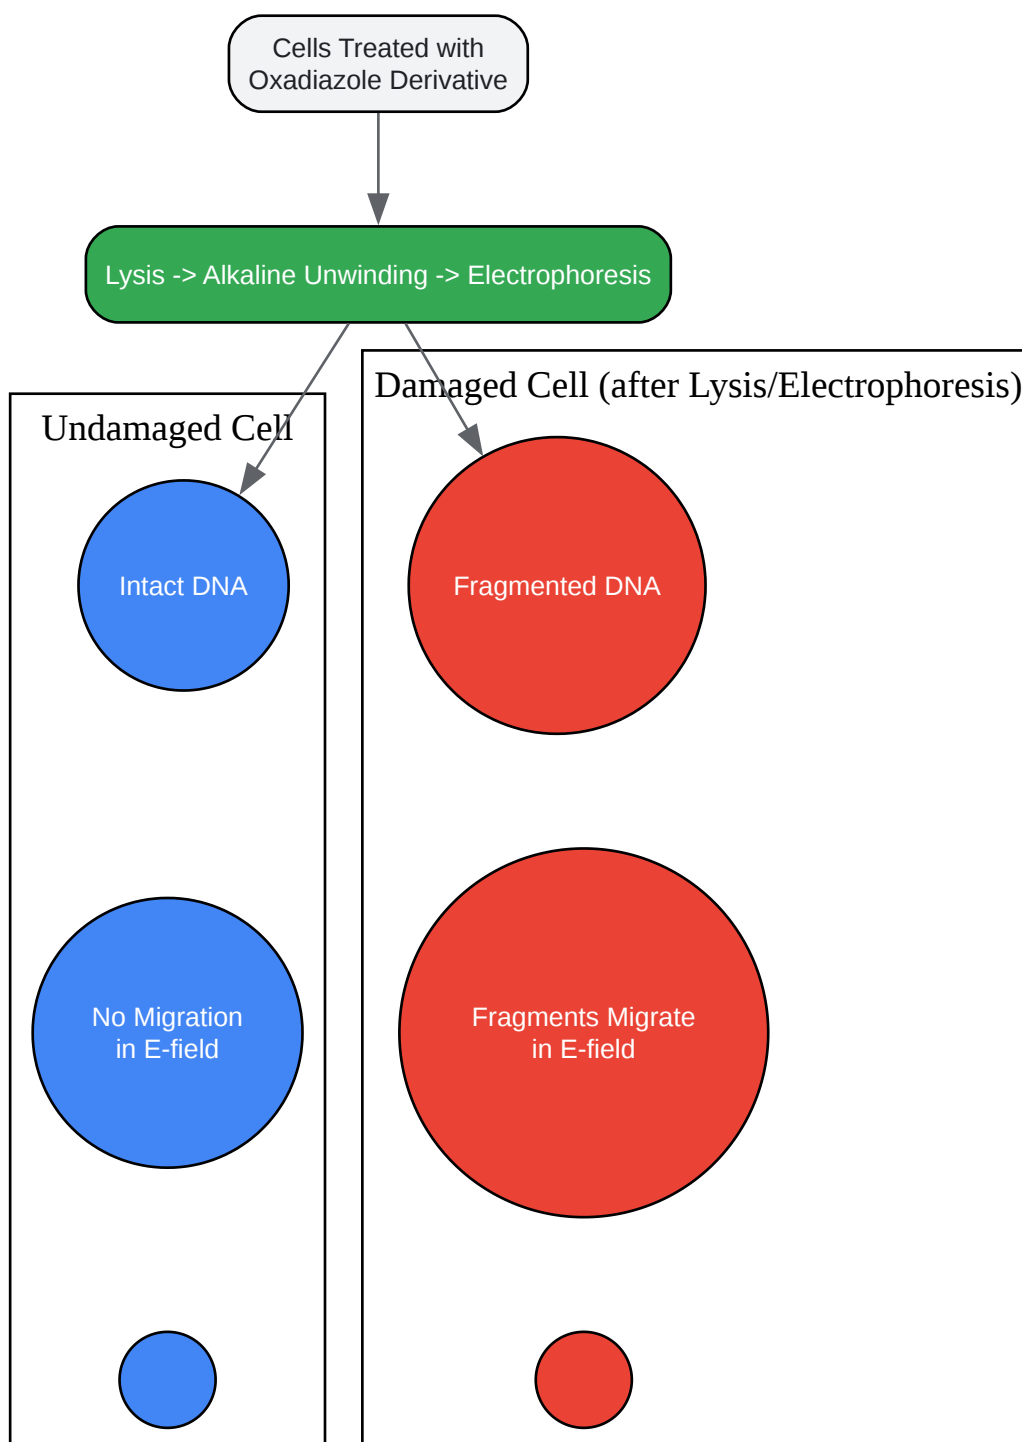 Cells Treated with
Oxadiazole Derivative
Lysis -> Alkaline Unwinding -> Electrophoresis
Undamaged Cell
Damaged Cell (after Lysis/Electrophoresis)
Intact DNA
Fragmented DNA
No Migration
in E-field
Fragments Migrate
in E-field